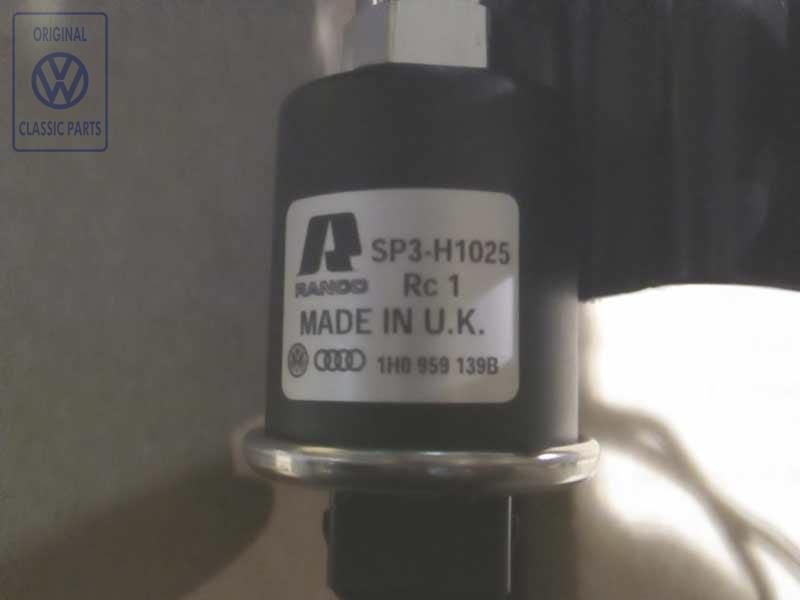 ORIGINAL
CLASSIC PARTS
RANCO
SP3-H1025
Rc 1
MADE IN U.K.
1H0 959 139B